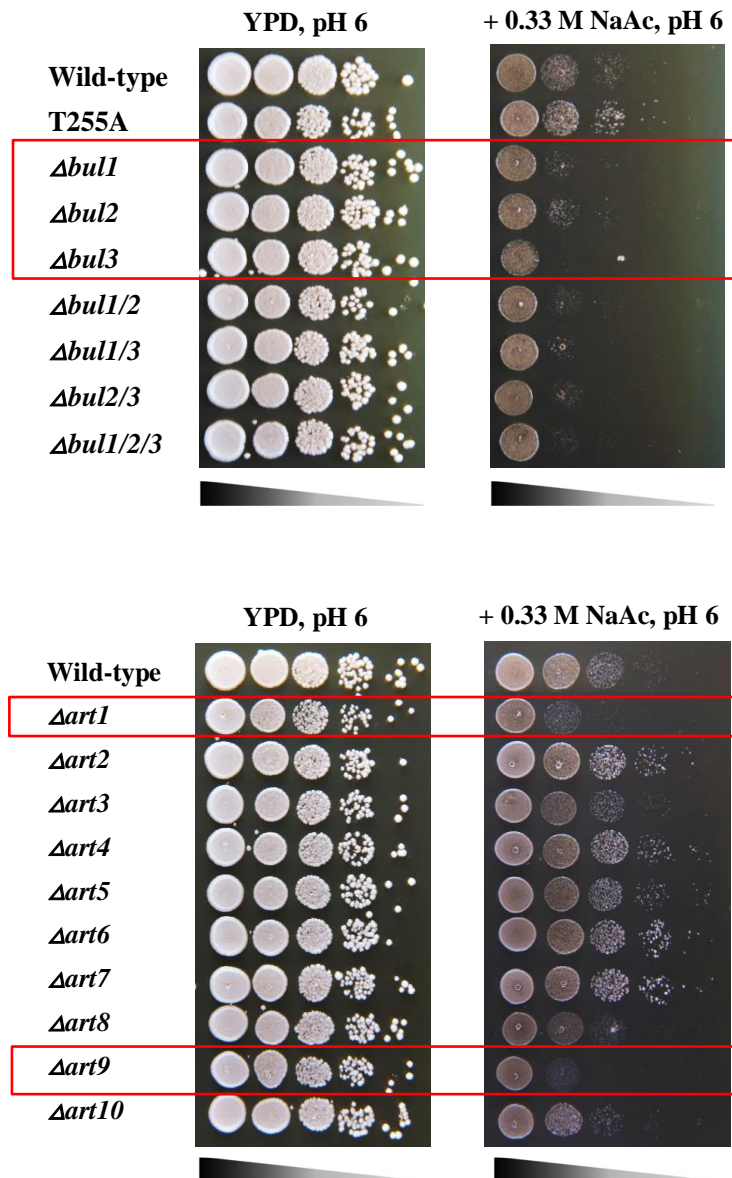 YPD, pH 6 + 0.33 M NaAc, pH 6
Wild-type
T255A
Δbul1
Δbul2
Δbul3
Δbul1/2
Δbul1/3
Δbul2/3
Δbul1/2/3
YPD, pH 6 + 0.33 M NaAc, pH 6
Wild-type
Δart1
Δart2
Δart3
Δart4
Δart5
Δart6
Δart7
Δart8
Δart9
Δart10